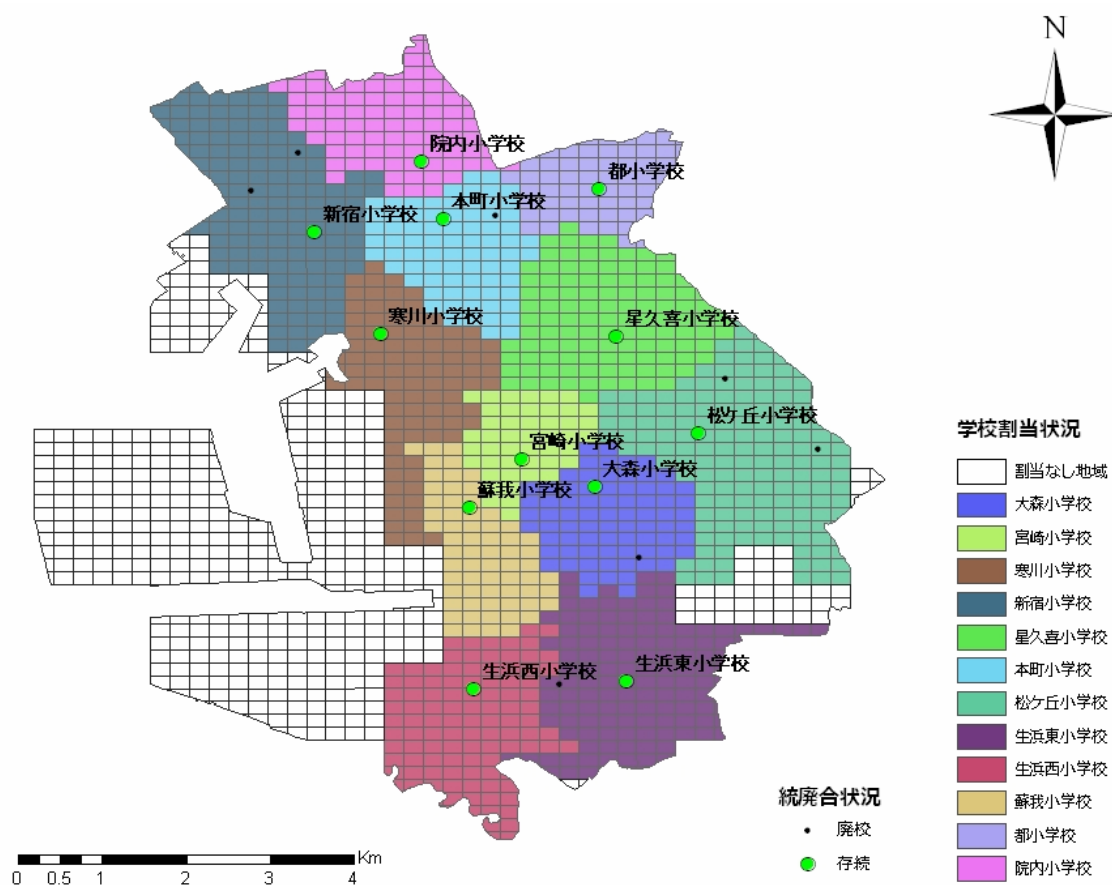 N
院内小学校
都小学校
本町小学校
新宿小学校
寒川小学校
星久喜小学校
松ケ丘小学校
宮崎小学校
大森小学校
蘇我小学校
生浜西小学校
生浜東小学校
学校割当状況
割当なし地域
大森小学校
宮崎小学校
寒川小学校
新宿小学校
星久喜小学校
本町小学校
松ケ丘小学校
生浜東小学校
生浜西小学校
蘇我小学校
都小学校
院内小学校
統廃合状況
廃校
存続
Km
0 0.5 1 2 3 4